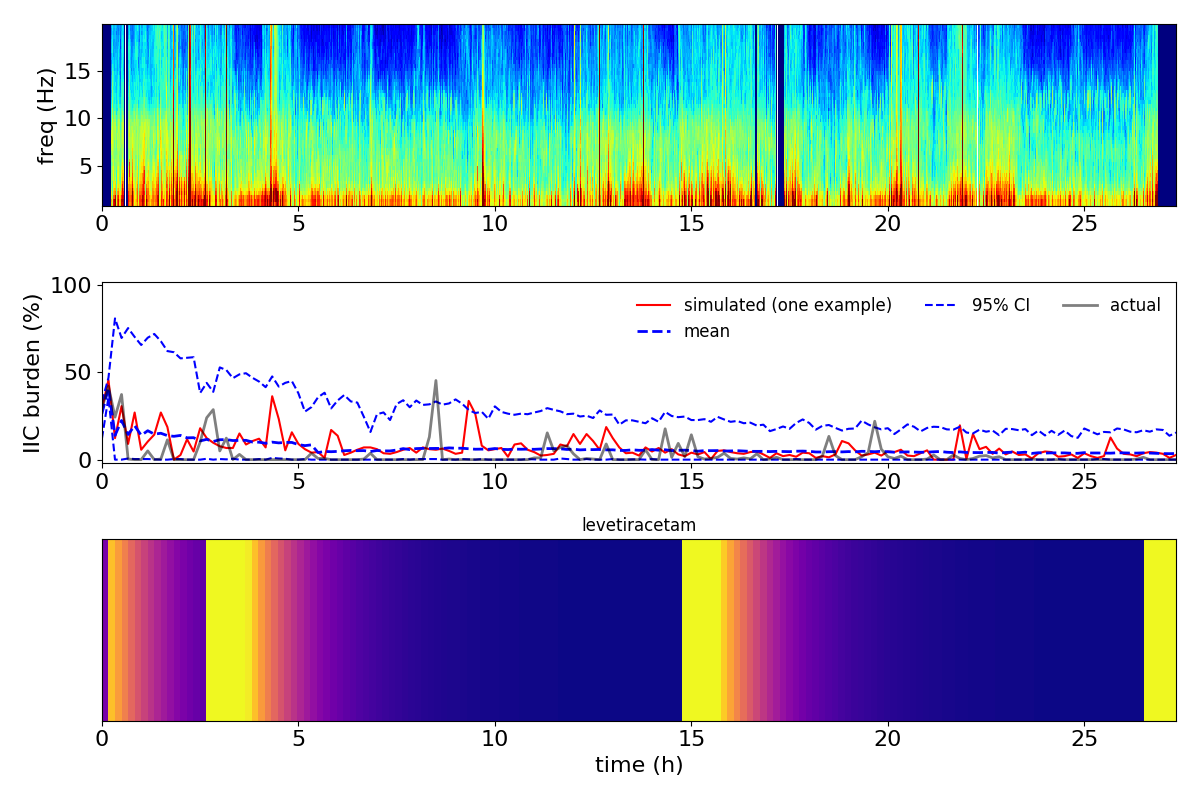 freq (Hz)
15
10
5
0 5 10 15 20 25
IIC burden (%)
100
50
0
simulated (one example) 95% CI actual
mean
0 5 10 15 20 25
levetiracetam
0 5 10 15 20 25
time (h)